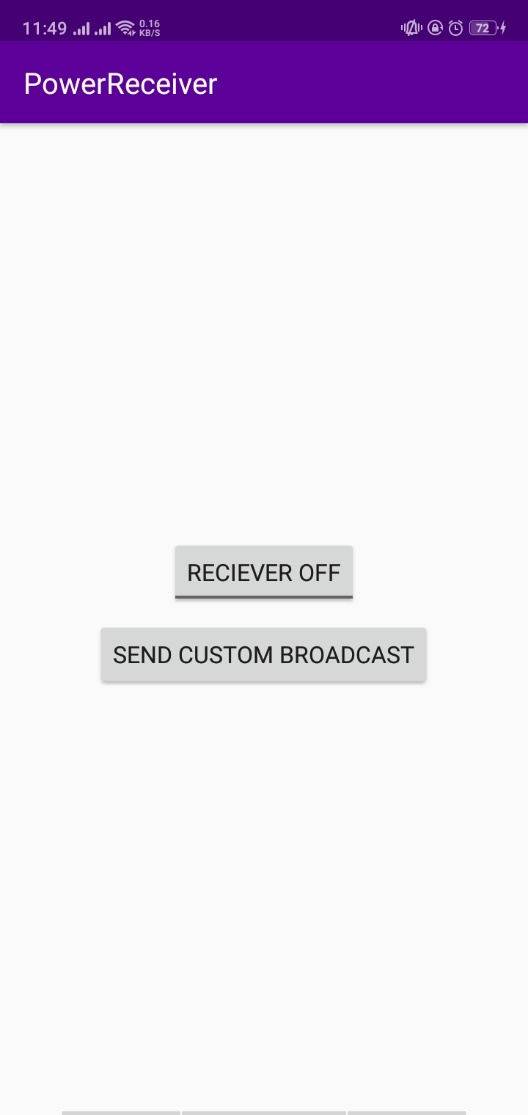 11:49 0.16 72
KB/S
PowerReceiver
RECIEVER OFF
SEND CUSTOM BROADCAST